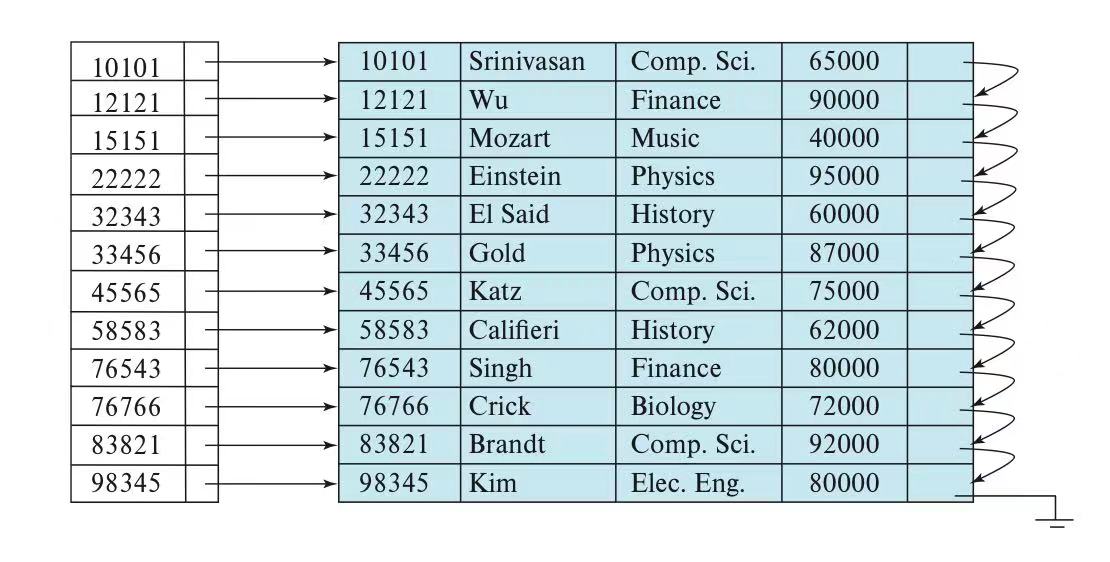 10101 10101 Srinivasan Comp. Sci. 65000
12121 12121 Wu Finance 90000
15151 15151 Mozart Music 40000
22222 22222 Einstein Physics 95000
32343 32343 El Said History 60000
33456 33456 Gold Physics 87000
45565 45565 Katz Comp. Sci. 75000
58583 58583 Califieri History 62000
76543 76543 Singh Finance 80000
76766 76766 Crick Biology 72000
83821 83821 Brandt Comp. Sci. 92000
98345 98345 Kim Elec. Eng. 80000